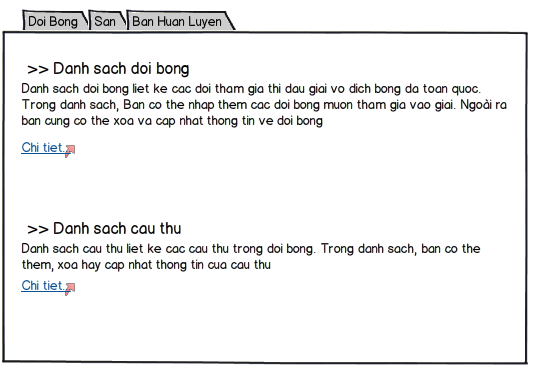 Doi Bong San Ban Huan Luyen
>> Danh sach doi bong
Danh sach doi bong liet ke cac doi tham gia thi dau giai vo dich bong da toan quoc.
Trong danh sach, Ban co the nhap them cac doi bong muon tham gia vao giai. Ngoài ra
ban cung co the xoa va cap nhat thong tin ve doi bong
Chi tiet..
>> Danh sach cau thu
Danh sach cau thu liet ke cac cau thu trong doi bong. Trong danh sach, ban co the
them, xoa hay cap nhat thong tin cua cau thu
Chi tiet..